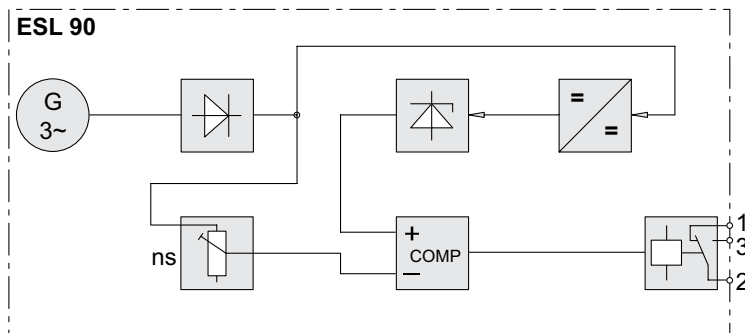 ESL 90
G
3~
=
=
ns
+
COMP
–
1
3
2